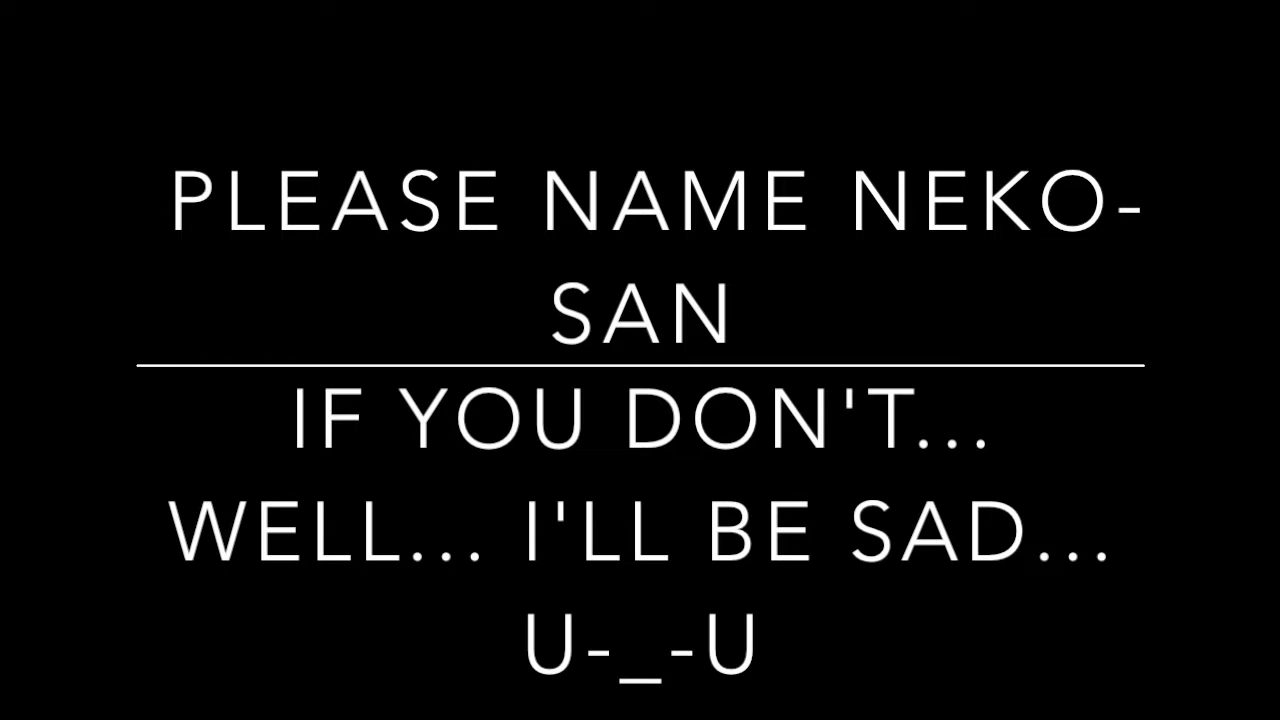 PLEASE NAME NEKO-
SAN
IF YOU DON'T...
WELL... I'LL BE SAD...
U-_-U